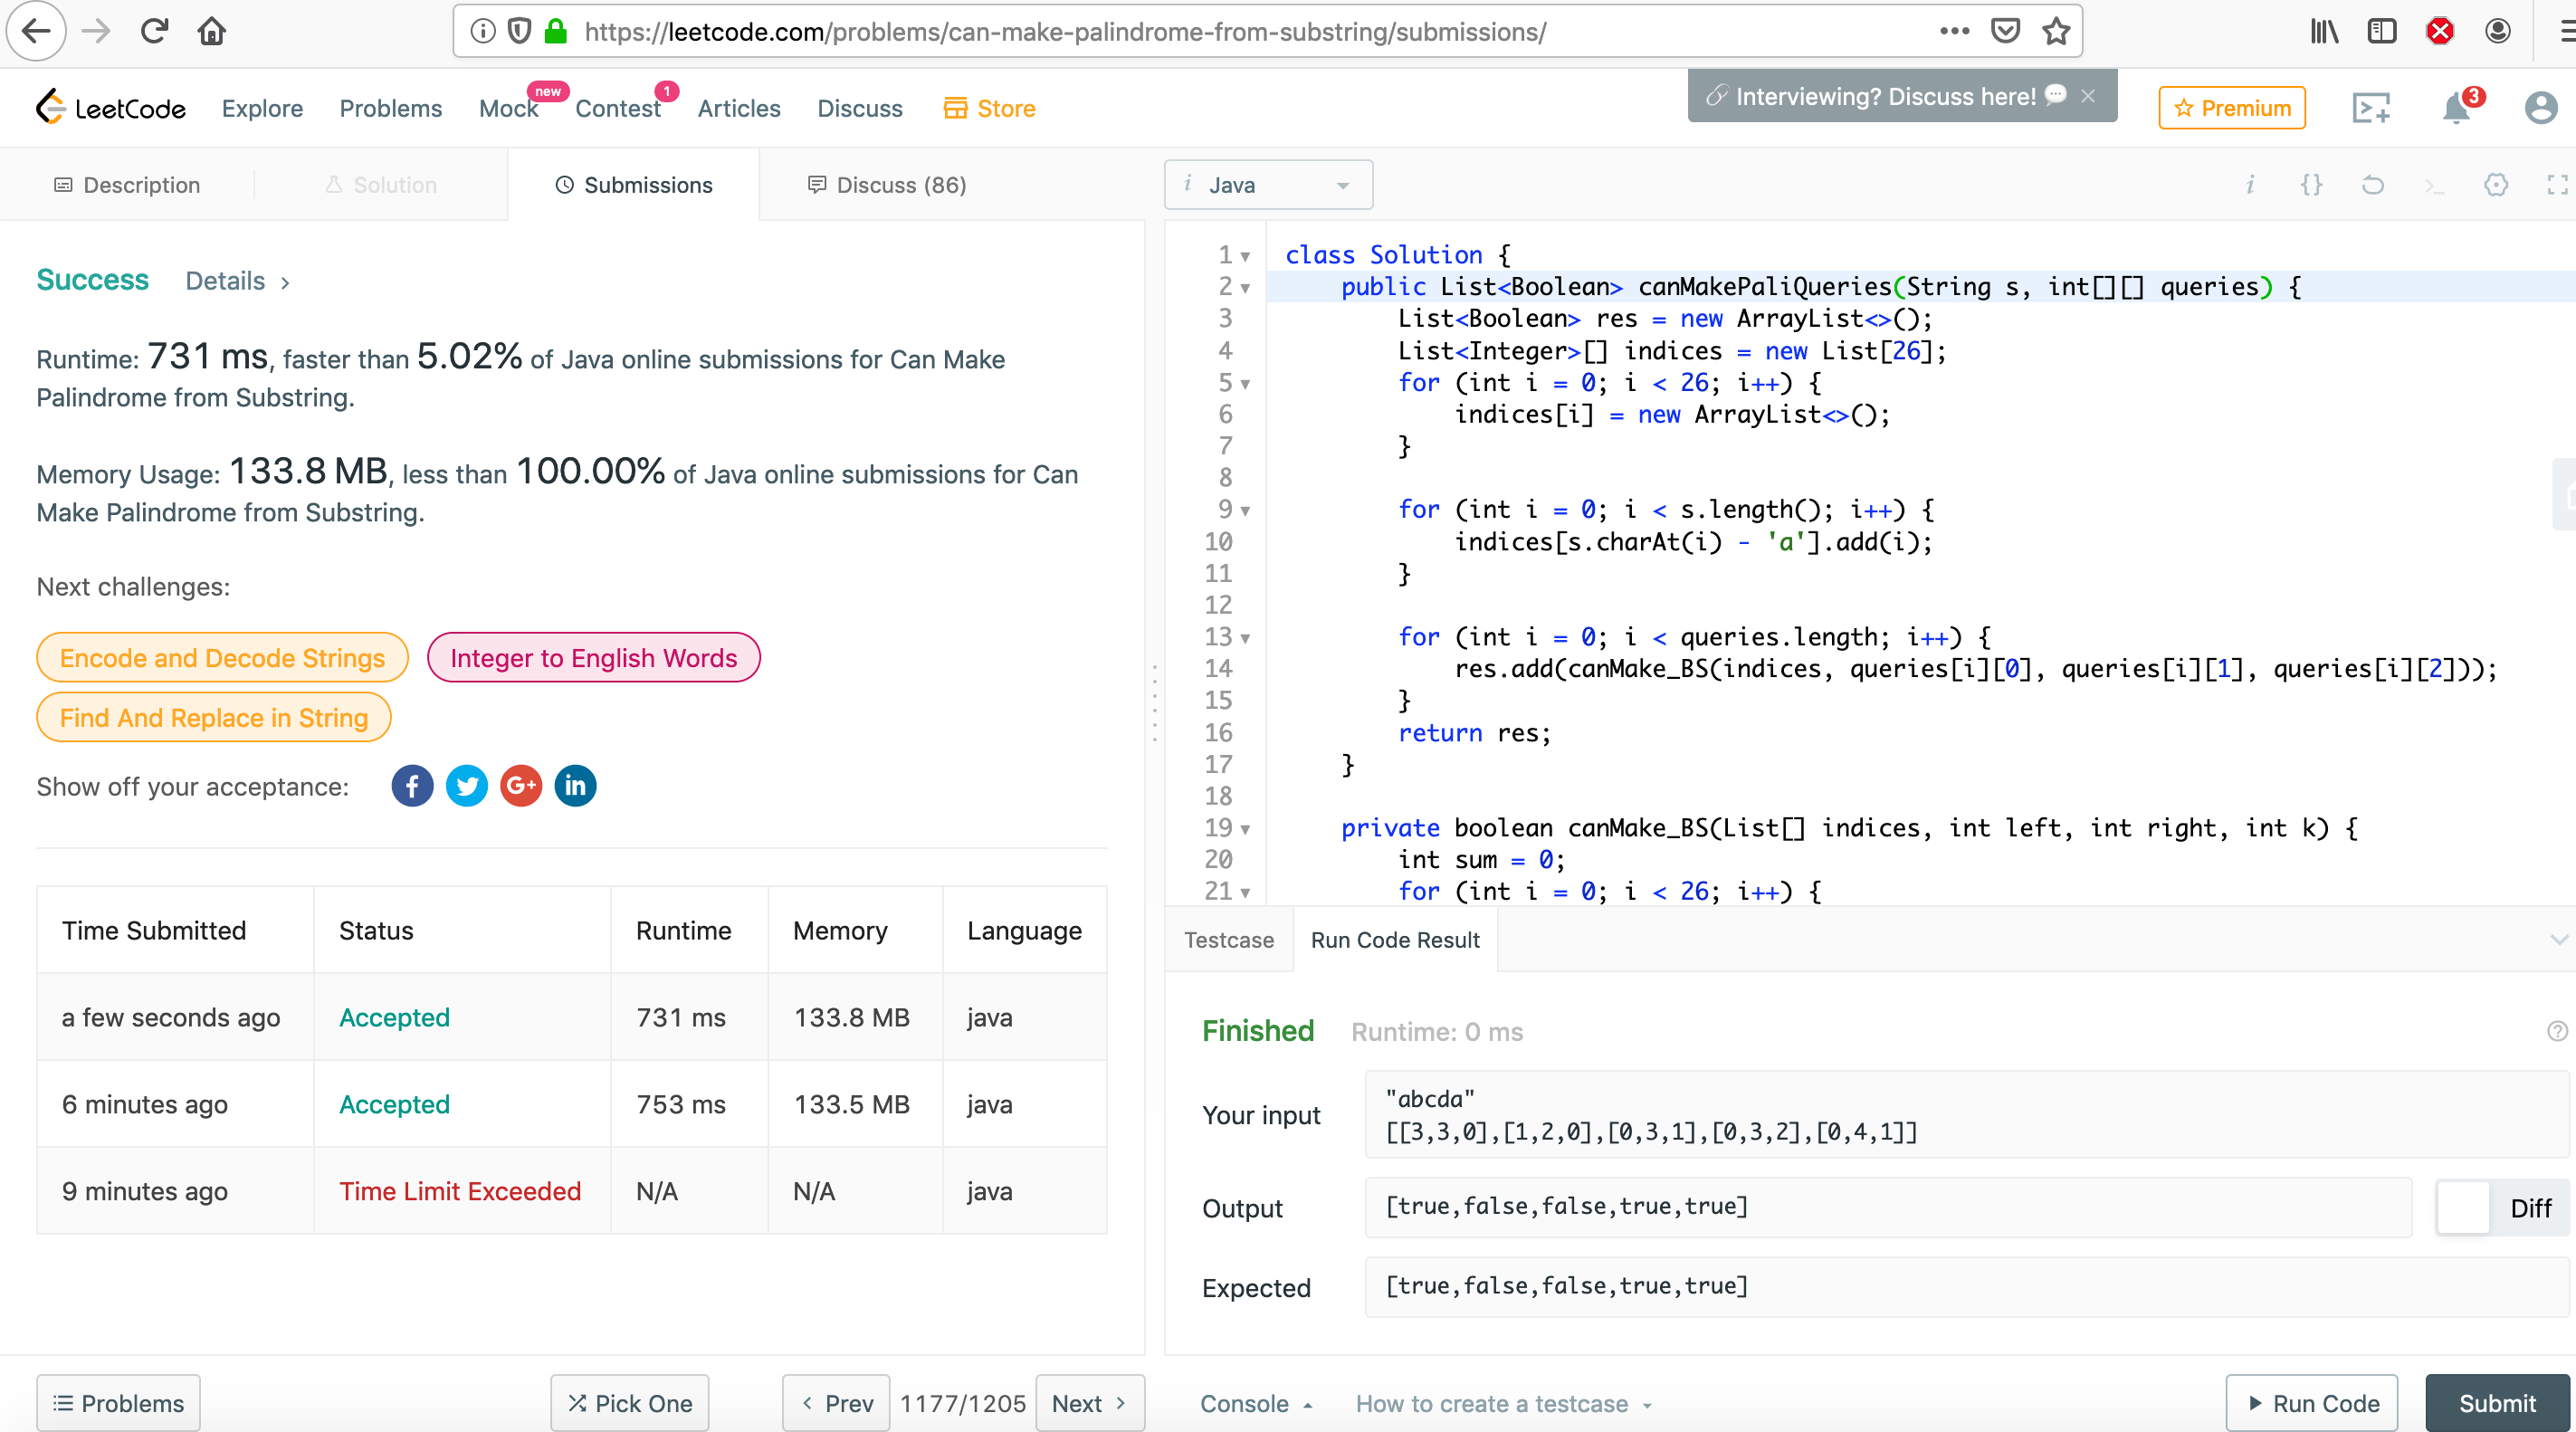 https://leetcode.com/problems/can-make-palindrome-from-substring/submissions/
LeetCode Explore Problems Mock new Contest 1 Articles Discuss Store
Interviewing? Discuss here! 💬 ×
Premium 3
Description Solution Submissions Discuss (86)
Success Details ›
Runtime: 731 ms, faster than 5.02% of Java online submissions for Can Make
Palindrome from Substring.
Memory Usage: 133.8 MB, less than 100.00% of Java online submissions for Can
Make Palindrome from Substring.
Next challenges:
Encode and Decode Strings Integer to English Words
Find And Replace in String
Show off your acceptance: f G+ in
Time Submitted Status Runtime Memory Language
a few seconds ago Accepted 731 ms 133.8 MB java
6 minutes ago Accepted 753 ms 133.5 MB java
9 minutes ago Time Limit Exceeded N/A N/A java
Problems Pick One ‹ Prev 1177/1205 Next ›
i Java i {} >_
1 class Solution {
2 public List<Boolean> canMakePaliQueries(String s, int[][] queries) {
3 List<Boolean> res = new ArrayList<>();
4 List<Integer>[] indices = new List[26];
5 for (int i = 0; i < 26; i++) {
6 indices[i] = new ArrayList<>();
7 }
8
9 for (int i = 0; i < s.length(); i++) {
10 indices[s.charAt(i) - 'a'].add(i);
11 }
12
13 for (int i = 0; i < queries.length; i++) {
14 res.add(canMake_BS(indices, queries[i][0], queries[i][1], queries[i][2]));
15 }
16 return res;
17 }
18
19 private boolean canMake_BS(List[] indices, int left, int right, int k) {
20 int sum = 0;
21 for (int i = 0; i < 26; i++) {
Testcase Run Code Result
Finished Runtime: 0 ms
Your input
"abcda"
[[3,3,0],[1,2,0],[0,3,1],[0,3,2],[0,4,1]]
Output [true,false,false,true,true] Diff
Expected [true,false,false,true,true]
Console How to create a testcase Run Code Submit